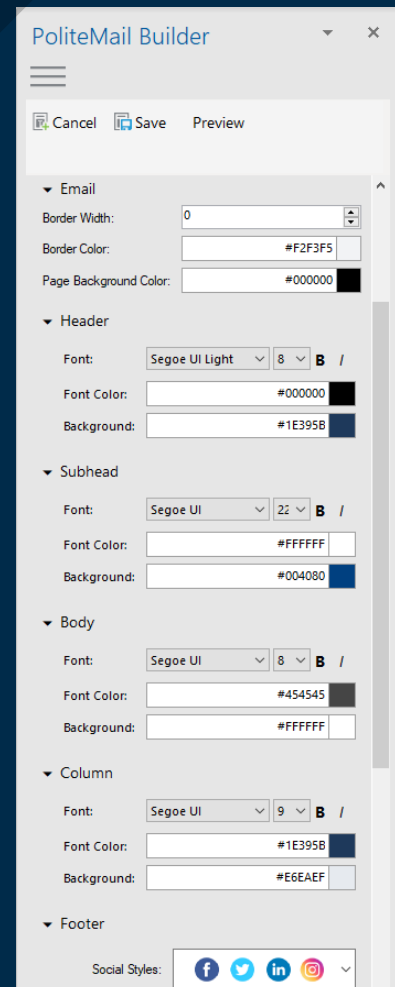 PoliteMail Builder
Cancel Save Preview
Email
Border Width: 0
Border Color: #F2F3F5
Page Background Color: #000000
Header
Font: Segoe UI Light 8 B I
Font Color: #000000
Background: #1E395B
Subhead
Font: Segoe UI 22 B I
Font Color: #FFFFFF
Background: #004080
Body
Font: Segoe UI 8 B I
Font Color: #454545
Background: #FFFFFF
Column
Font: Segoe UI 9 B I
Font Color: #1E395B
Background: #E6EAEF
Footer
Social Styles: f in